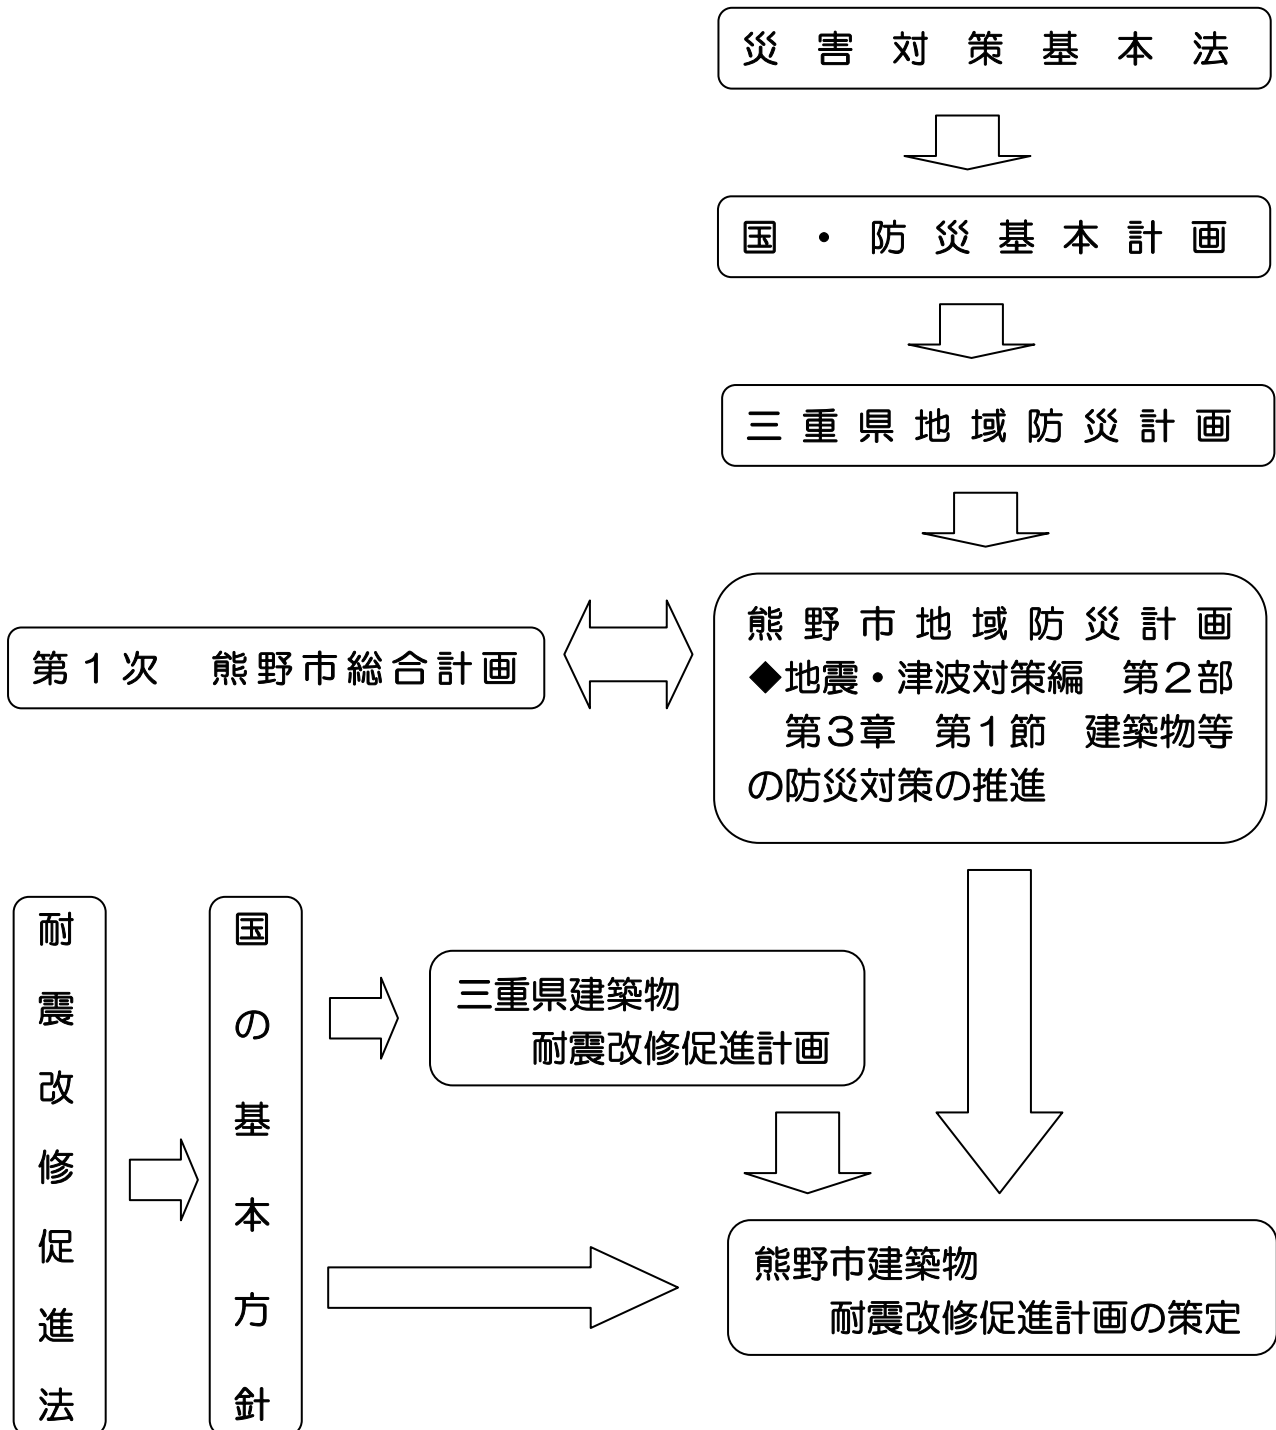 災害対策基本法
国・防災基本計画
三重県地域防災計画
熊野市地域防災計画
◆地震・津波対策編　第２部
第３章　第１節　建築物等
の防災対策の推進
第１次　熊野市総合計画
耐震改修促進法
国の基本方針
三重県建築物
耐震改修促進計画
熊野市建築物
耐震改修促進計画の策定